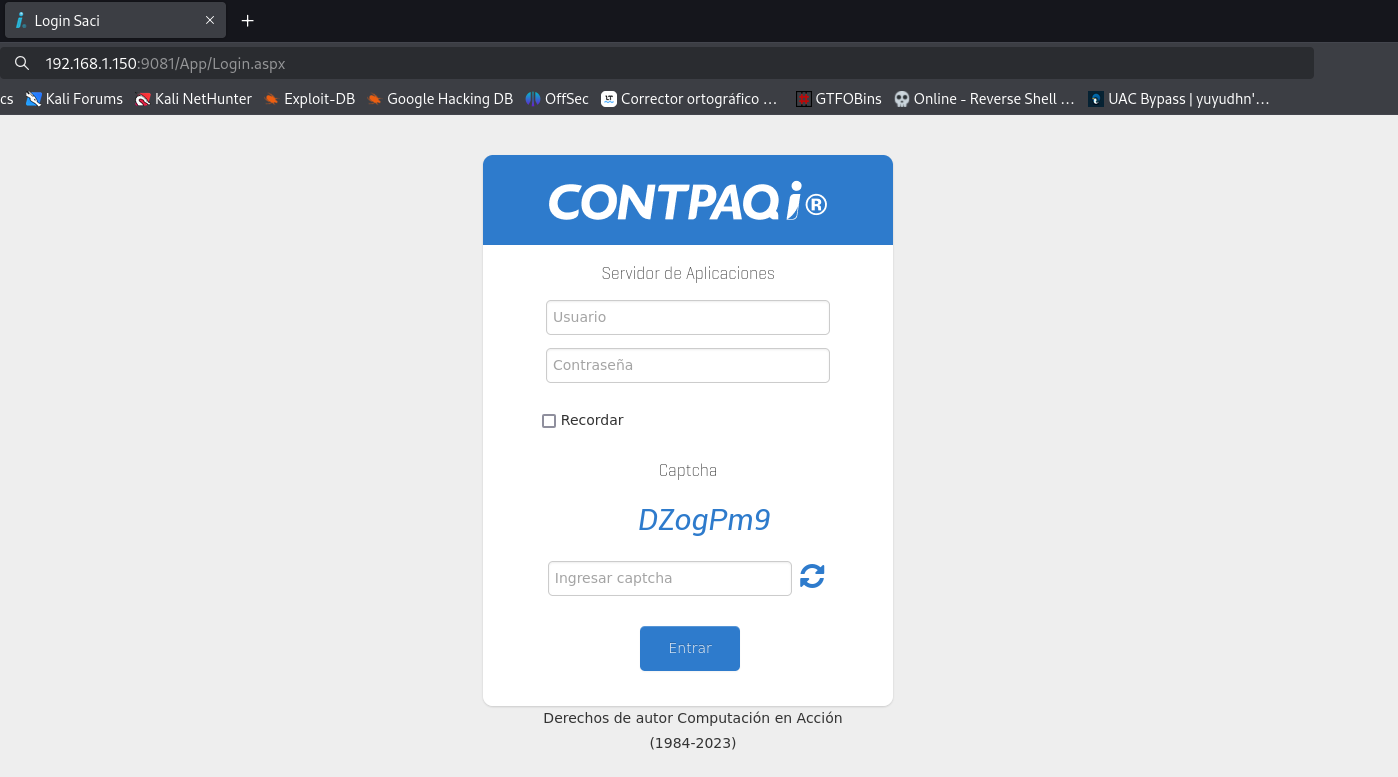 Login Saci
192.168.1.150:9081/App/Login.aspx
cs Kali Forums Kali NetHunter Exploit-DB Google Hacking DB OffSec LT Corrector ortográfico ... GTFOBins Online - Reverse Shell ... UAC Bypass | yuyudhn'...
CONTPAQi®
Servidor de Aplicaciones
Usuario
Contraseña
Recordar
Captcha
DZogPm9
Ingresar captcha
Entrar
Derechos de autor Computación en Acción
(1984-2023)